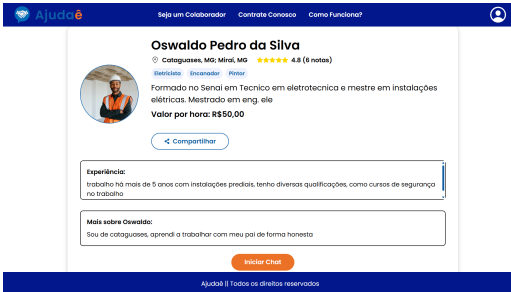 Ajudaê
Seja um Colaborador
Contrate Conosco
Como Funciona?
Oswaldo Pedro da Silva
Cataguases, MG; Miraí, MG
4.8 (6 notas)
Eletricista
Encanador
Pintor
Formado no Senai em Tecnico em eletrotecnica e mestre em instalações
elétricas. Mestrado em eng. ele
Valor por hora: R$50,00
Compartilhar
Experiência:
trabalho há mais de 5 anos com instalações prediais, tenho diversas qualificações, como cursos de segurança
no trabalho
Mais sobre Oswaldo:
Sou de cataguases, aprendi a trabalhar com meu pai de forma honesta
Iniciar Chat
Ajudaê || Todos os direitos reservados